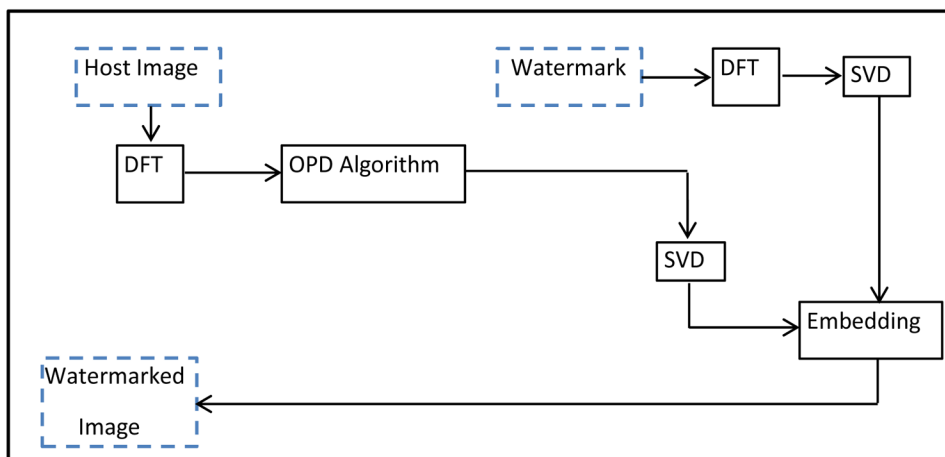 Host Image
Watermark
DFT
SVD
DFT
OPD Algorithm
SVD
Embedding
Watermarked
Image